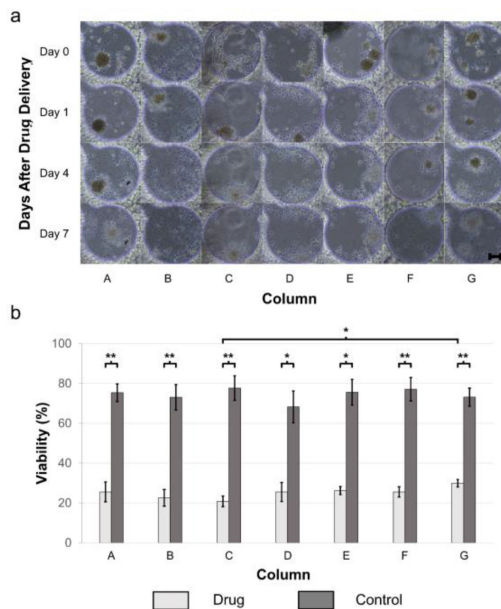 a
Days After Drug Delivery
Day 0
Day 1
Day 4
Day 7
A B C D E F G
Column
b
Viability (%)
100
80
60
40
20
0
*
** ** ** * * ** **
A B C D E F G
Column
Drug Control